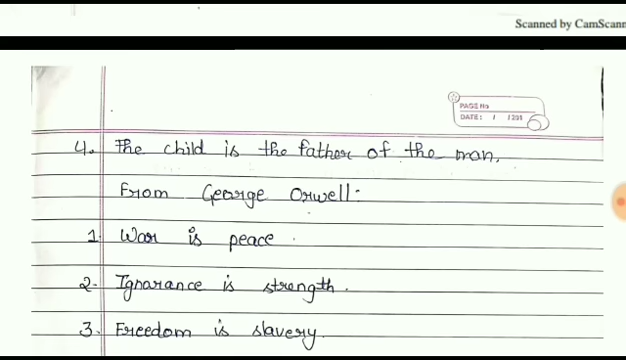 Scanned by CamScann
PAGE No
DATE: / /201
4. The child is the father of the man.
From George Orwell:
1. War is peace.
2. Ignarance is strength.
3. Freedom is slavery.